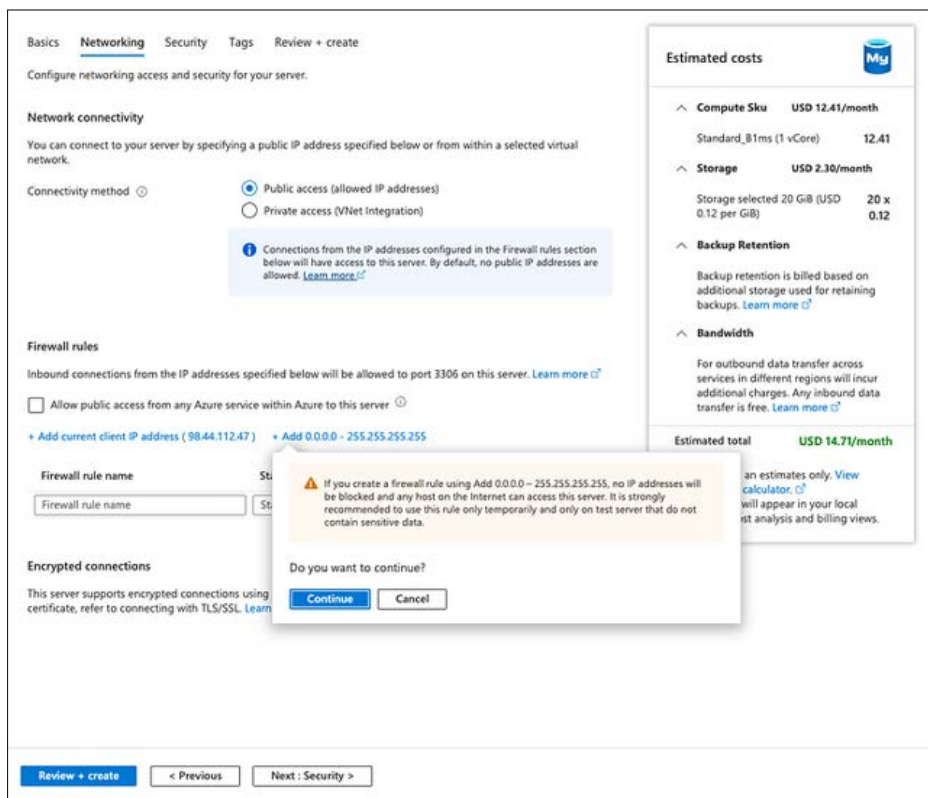 Basics Networking Security Tags Review + create
Configure networking access and security for your server.
Network connectivity
You can connect to your server by specifying a public IP address specified below or from within a selected virtual
network.
Connectivity method
Public access (allowed IP addresses)
Private access (VNet Integration)
Connections from the IP addresses configured in the Firewall rules section
below will have access to this server. By default, no public IP addresses are
allowed. Learn more
Firewall rules
Inbound connections from the IP addresses specified below will be allowed to port 3306 on this server. Learn more
Allow public access from any Azure service within Azure to this server
+ Add current client IP address ( 98.44.112.47 ) + Add 0.0.0.0 - 255.255.255.255
Firewall rule name Sta
Firewall rule name Sta
If you create a firewall rule using Add 0.0.0.0 – 255.255.255.255, no IP addresses will
be blocked and any host on the Internet can access this server. It is strongly
recommended to use this rule only temporarily and only on test server that do not
contain sensitive data.
Do you want to continue?
Continue Cancel
Encrypted connections
This server supports encrypted connections using
certificate, refer to connecting with TLS/SSL. Learn
Estimated costs
My
Compute Sku USD 12.41/month
Standard_B1ms (1 vCore) 12.41
Storage USD 2.30/month
Storage selected 20 GiB (USD 20 x
0.12 per GiB) 0.12
Backup Retention
Backup retention is billed based on
additional storage used for retaining
backups. Learn more
Bandwidth
For outbound data transfer across
services in different regions will incur
additional charges. Any inbound data
transfer is free. Learn more
Estimated total USD 14.71/month
an estimates only. View
calculator.
will appear in your local
st analysis and billing views.
Review + create < Previous Next : Security >